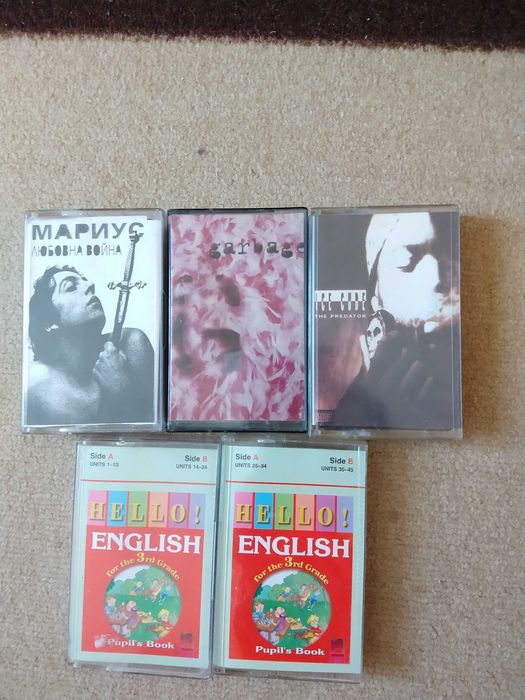 МАРИУС
ЛЮБОВНА ВОЙНА
garbage
ICE CUBE
THE PREDATOR
Side A
UNITS 1-13
Side B
UNITS 14-24
HELLO!
ENGLISH
for the 3rd Grade
Pupil's Book
Side A
UNITS 25-34
Side B
UNITS 35-45
HELLO!
ENGLISH
for the 3rd Grade
Pupil's Book